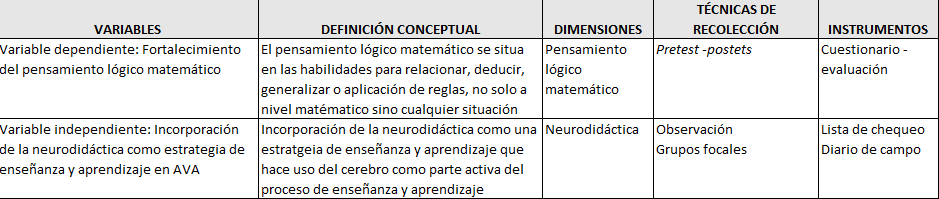 VARIABLES
DEFINICIÓN CONCEPTUAL
DIMENSIONES
TÉCNICAS DE
RECOLECCIÓN
INSTRUMENTOS
Variable dependiente: Fortalecimiento
del pensamiento lógico matemático
El pensamiento lógico matemático se situa
en las habilidades para relacionar, deducir,
generalizar o aplicación de reglas, no solo a
nivel matématico sino cualquier situación
Pensamiento
lógico
matemático
Pretest -postets
Cuestionario -
evaluación
Variable independiente: Incorporación
de la neurodidáctica como estrategia de
enseñanza y aprendizaje en AVA
Incorporación de la neurodidáctica como una
estratgeia de enseñanza y aprendizaje que
hace uso del cerebro como parte activa del
proceso de enseñanza y aprendizaje
Neurodidáctica
Observación
Grupos focales
Lista de chequeo
Diario de campo